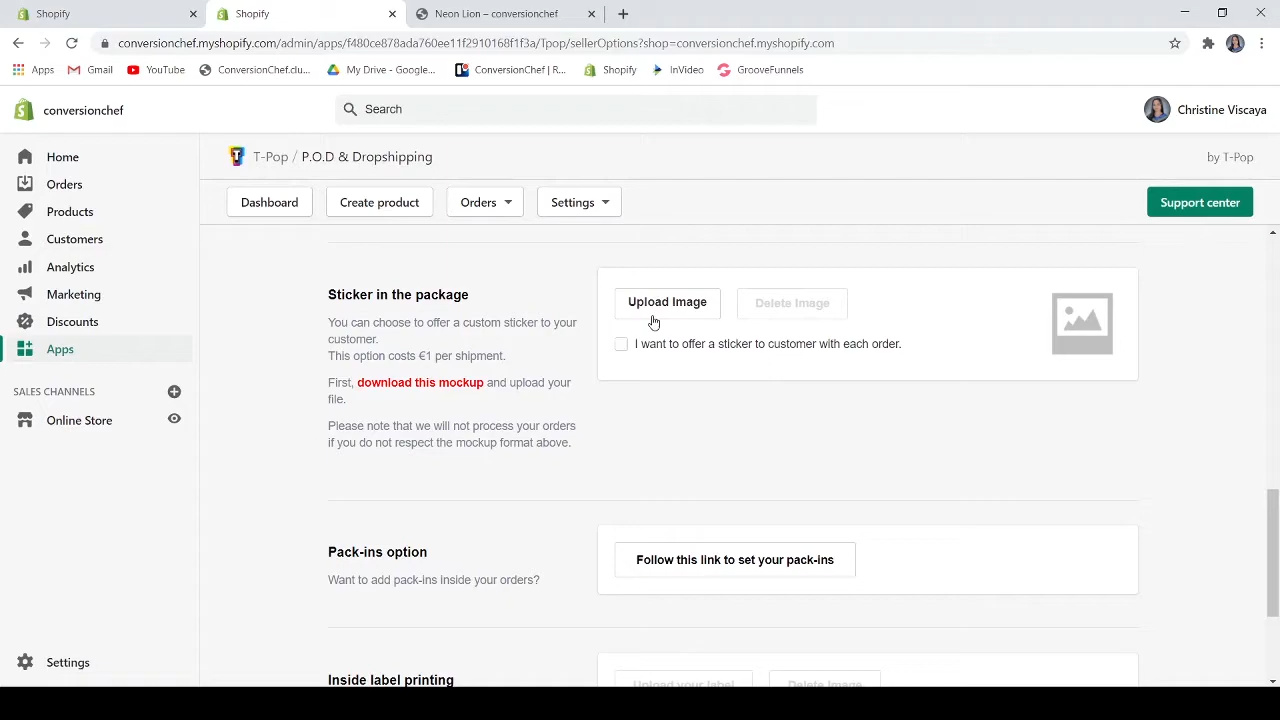 Shopify
Shopify
Neon Lion – conversionchef
conversionchef.myshopify.com/admin/apps/f480ce878ada760ee11f2910168f1f3a/Tpop/sellerOptions?shop=conversionchef.myshopify.com
Apps
Gmail
YouTube
ConversionChef.clu...
My Drive - Google...
ConversionChef | R...
Shopify
InVideo
GrooveFunnels
conversionchef
Search
Christine Viscaya
Home
Orders
Products
Customers
Analytics
Marketing
Discounts
Apps
SALES CHANNELS
Online Store
Settings
T-Pop / P.O.D & Dropshipping
by T-Pop
Dashboard
Create product
Orders
Settings
Support center
Sticker in the package
You can choose to offer a custom sticker to your
customer.
This option costs €1 per shipment.
First, download this mockup and upload your
file.
Please note that we will not process your orders
if you do not respect the mockup format above.
Upload Image
Delete Image
I want to offer a sticker to customer with each order.
Pack-ins option
Want to add pack-ins inside your orders?
Follow this link to set your pack-ins
Inside label printing
Upload your label
Delete Image